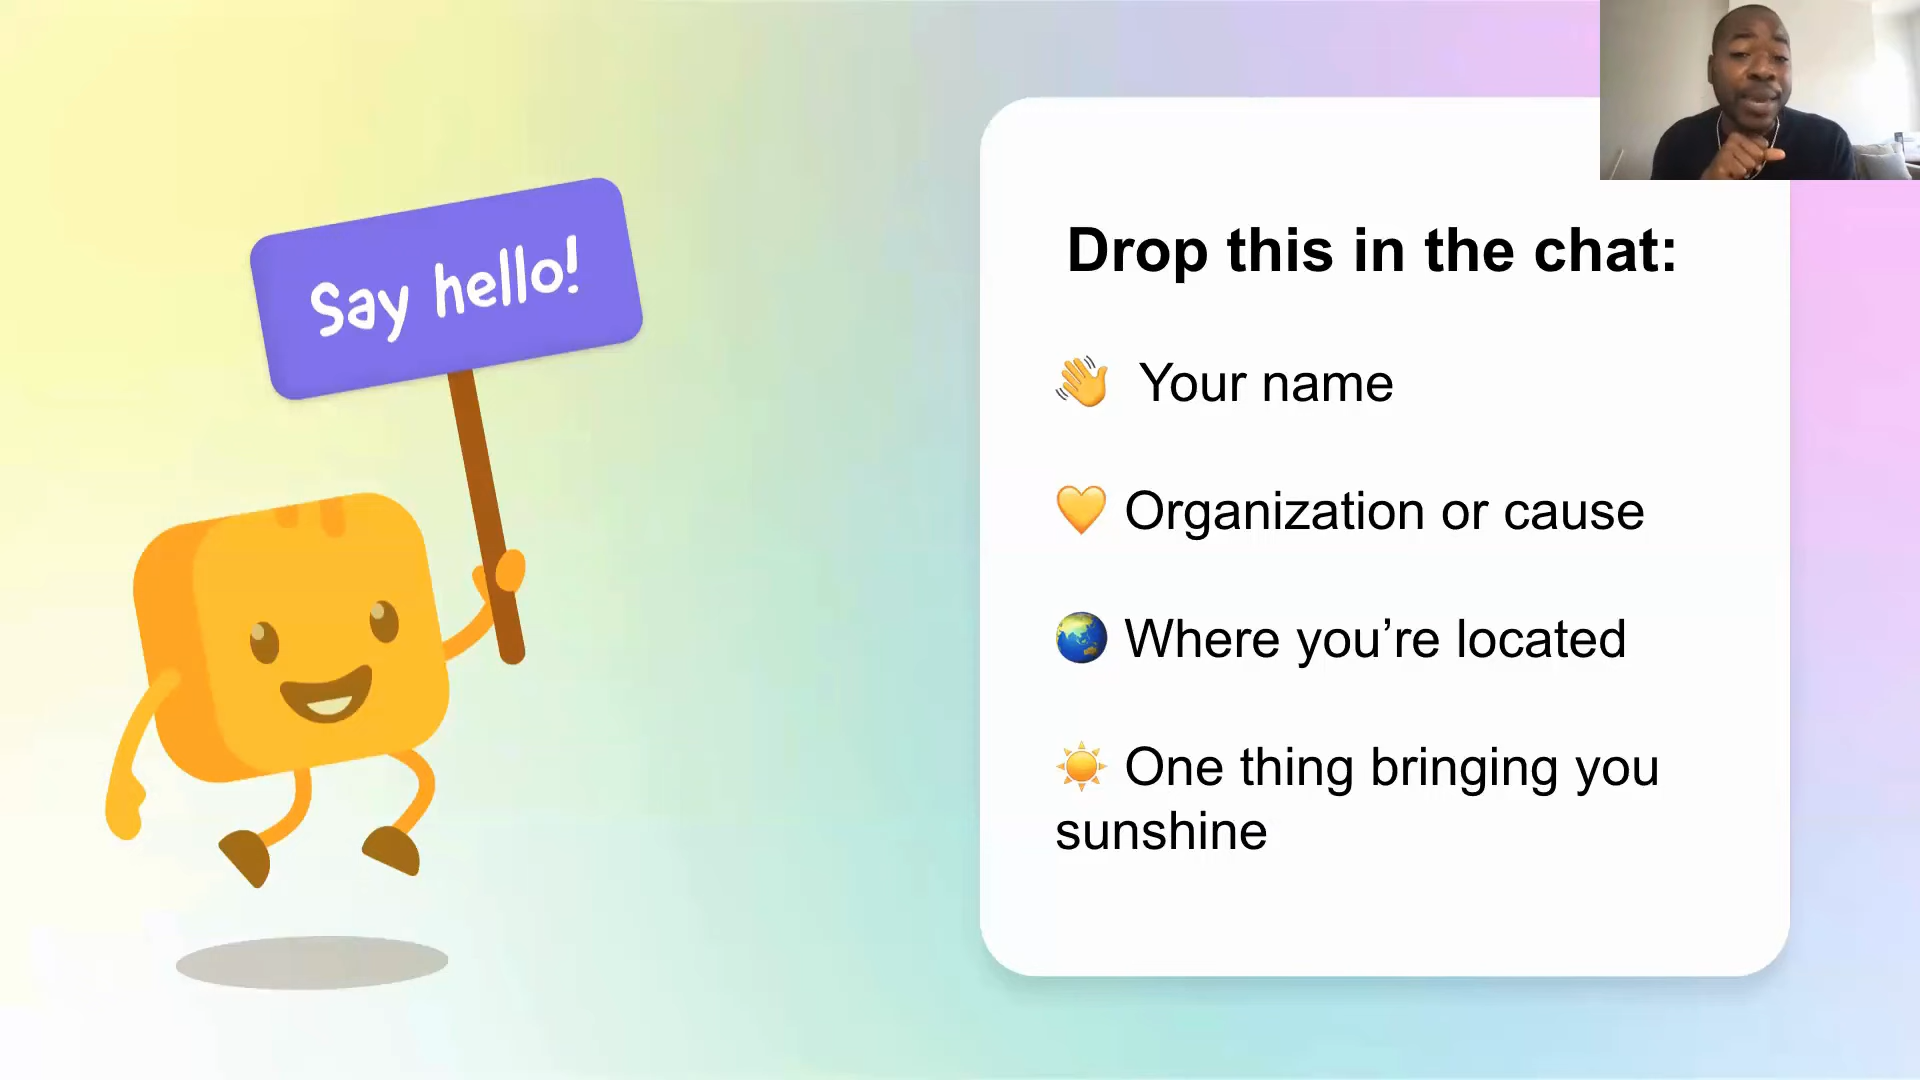 Say hello!
Drop this in the chat:
👋 Your name
💛 Organization or cause
🌏 Where you’re located
☀️ One thing bringing you
sunshine